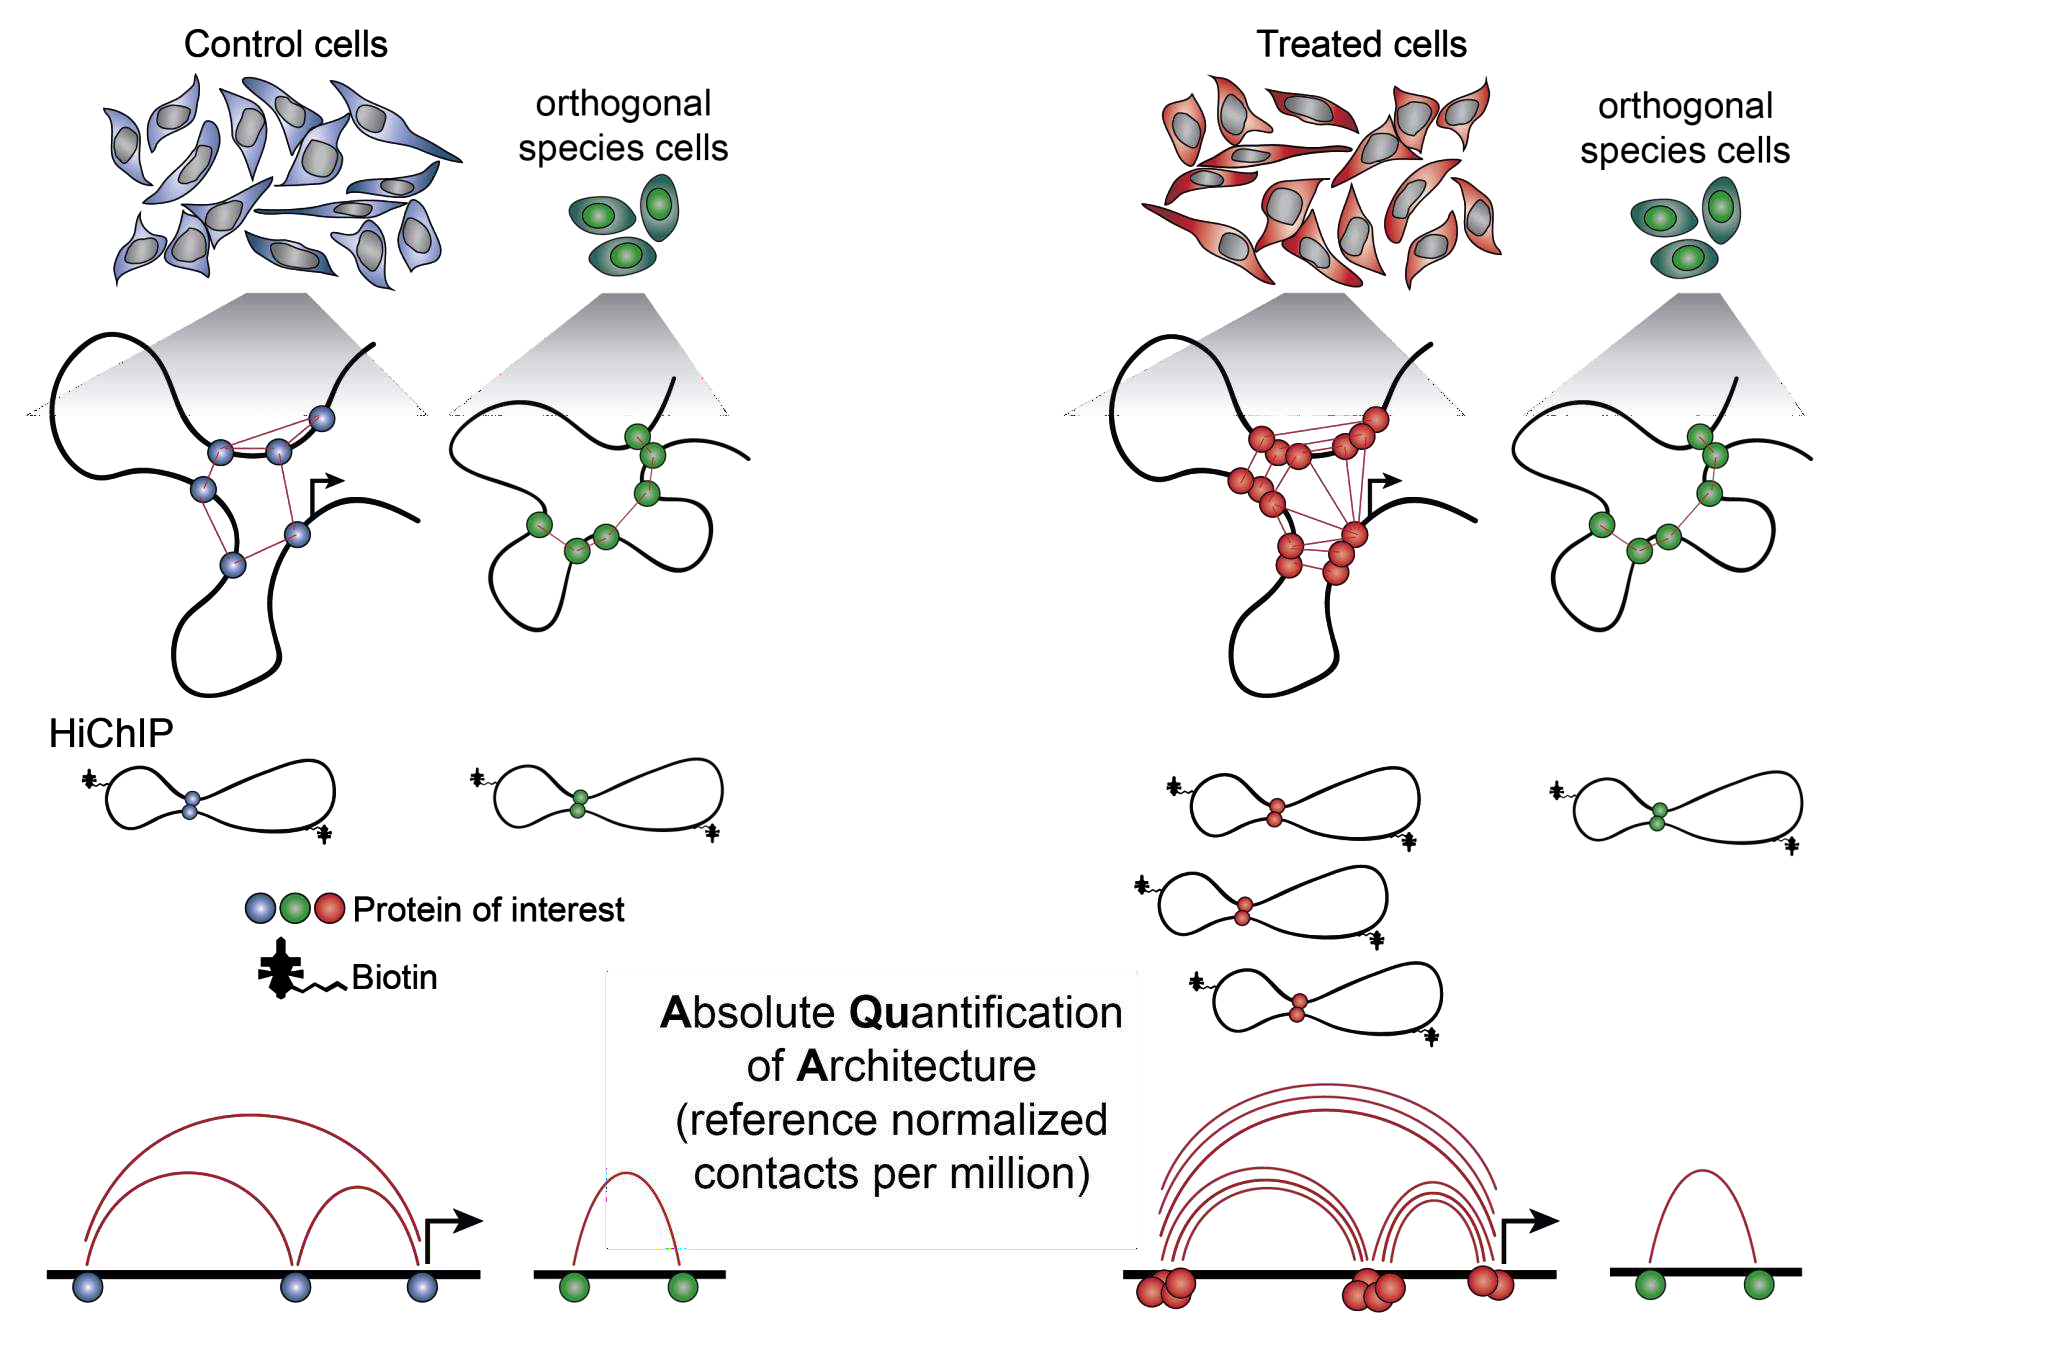 Control cells
orthogonal
species cells
Treated cells
orthogonal
species cells
HiChIP
Protein of interest
Biotin
Absolute Quantification
of Architecture
(reference normalized
contacts per million)